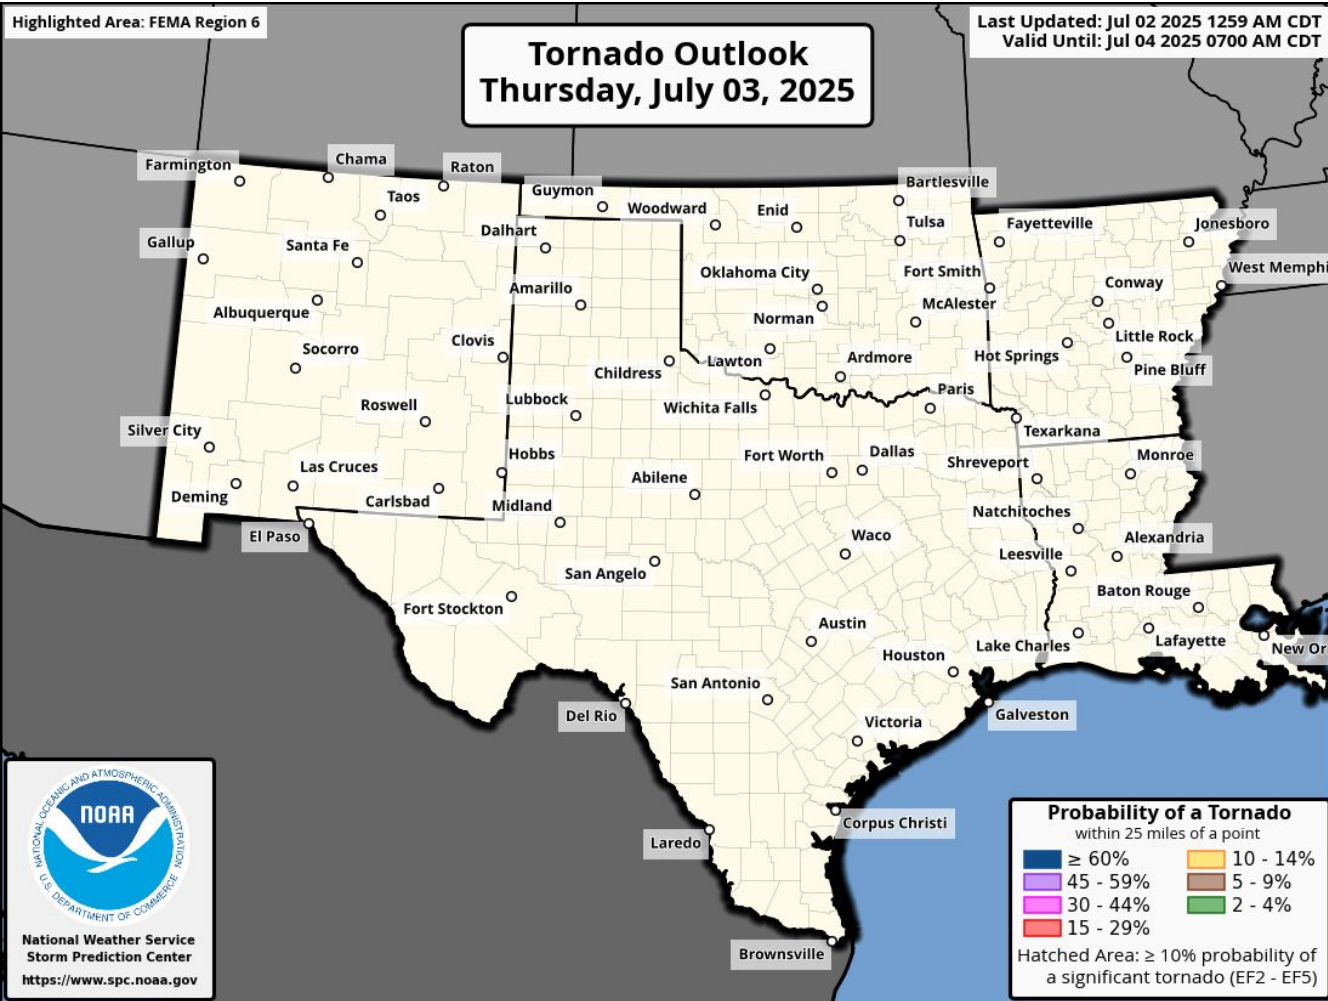 Highlighted Area: FEMA Region 6
Last Updated: Jul 02 2025 1259 AM CDT
Valid Until: Jul 04 2025 0700 AM CDT
Tornado Outlook
Thursday, July 03, 2025
Farmington
Chama
Raton
Taos
Guymon
Woodward
Enid
Bartlesville
Tulsa
Fayetteville
Jonesboro
Gallup
Santa Fe
Dalhart
Oklahoma City
Fort Smith
West Memphi
Albuquerque
Amarillo
Norman
McAlester
Conway
Socorro
Clovis
Childress
Lawton
Ardmore
Hot Springs
Little Rock
Pine Bluff
Roswell
Lubbock
Wichita Falls
Paris
Texarkana
Silver City
Hobbs
Fort Worth
Dallas
Shreveport
Monroe
Deming
Las Cruces
Carlsbad
Midland
Abilene
Natchitoches
El Paso
Waco
Leesville
Alexandria
San Angelo
Fort Stockton
Baton Rouge
Austin
Houston
Lake Charles
Lafayette
New Or
San Antonio
Del Rio
Victoria
Galveston
Laredo
Corpus Christi
Brownsville
NATIONAL OCEANIC AND ATMOSPHERIC ADMINISTRATION
NOAA
U.S. DEPARTMENT OF COMMERCE
National Weather Service
Storm Prediction Center
https://www.spc.noaa.gov
Probability of a Tornado
within 25 miles of a point
≥ 60%
45 - 59%
30 - 44%
15 - 29%
10 - 14%
5 - 9%
2 - 4%
Hatched Area: ≥ 10% probability of
a significant tornado (EF2 - EF5)